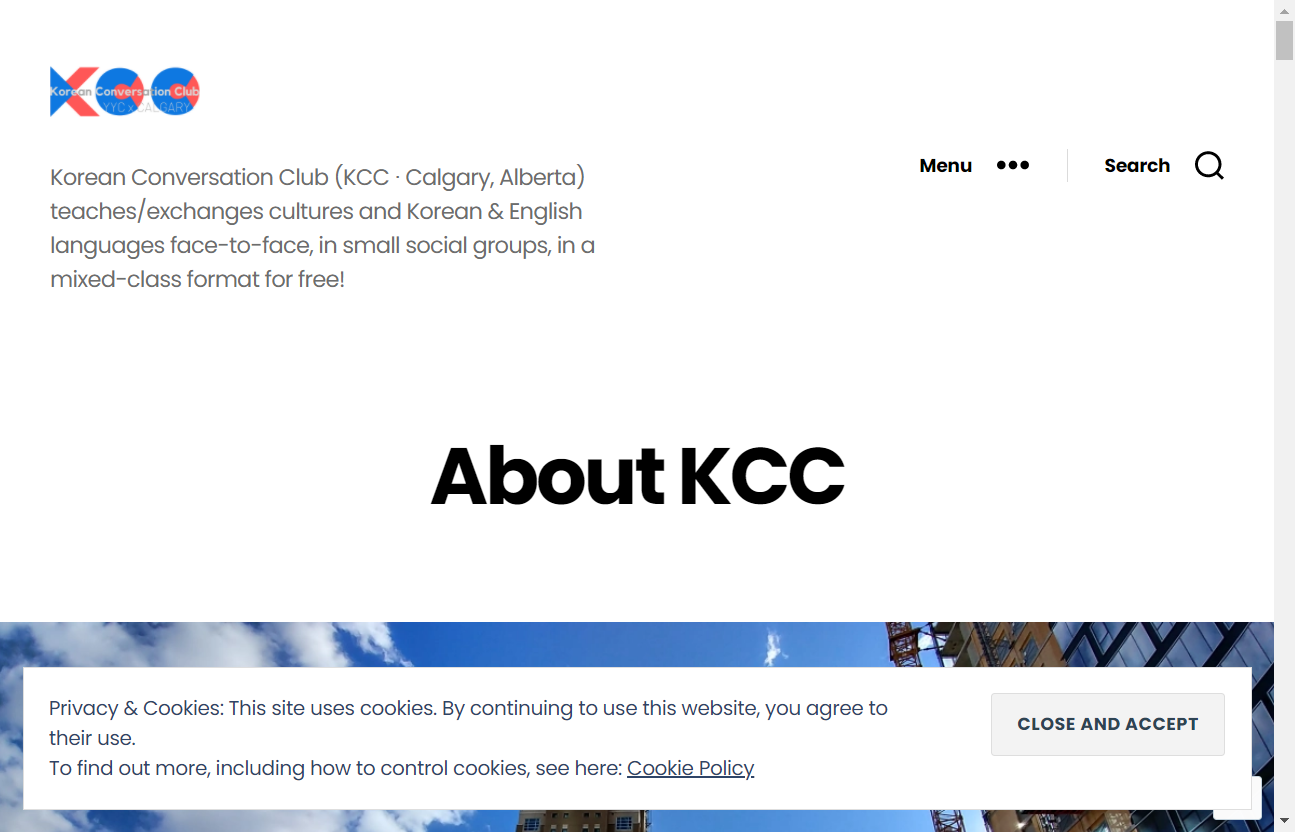 Korean Conversation Club
YYC x CALGARY
Korean Conversation Club (KCC · Calgary, Alberta)
teaches/exchanges cultures and Korean & English
languages face-to-face, in small social groups, in a
mixed-class format for free!
Menu
Search
About KCC
Privacy & Cookies: This site uses cookies. By continuing to use this website, you agree to
their use.
To find out more, including how to control cookies, see here: Cookie Policy
CLOSE AND ACCEPT